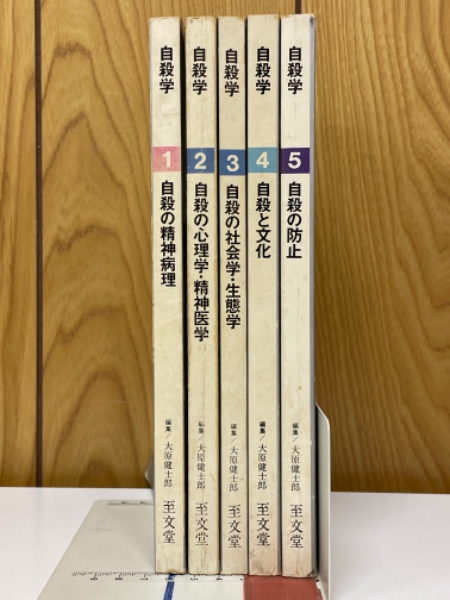 自殺学
1
自殺の精神病理
編集／大原健士郎
至文堂
自殺学
2
自殺の心理学・精神医学
編集／大原健士郎
至文堂
自殺学
3
自殺の社会学・生態学
編集／大原健士郎
至文堂
自殺学
4
自殺と文化
編集／大原健士郎
至文堂
自殺学
5
自殺の防止
編集／大原健士郎
至文堂